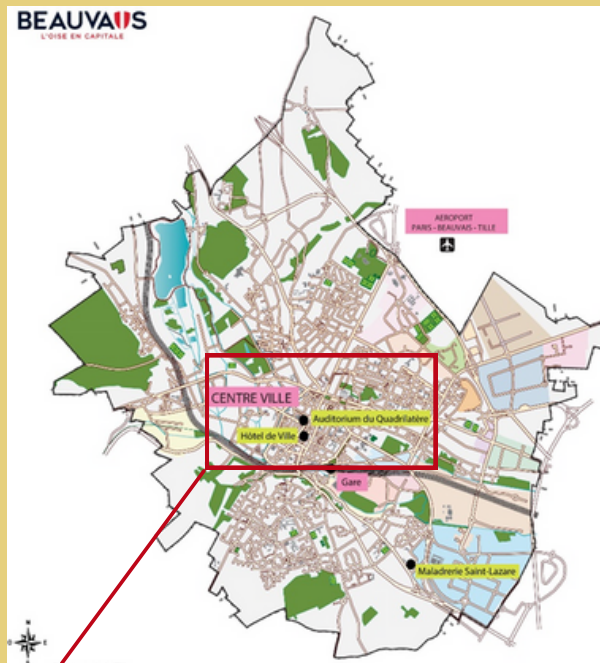 BEAUVAIS
L'OISE EN CAPITALE
AEROPORT
PARIS - BEAUVAIS - TILLE
CENTRE VILLE
Auditorium du Quadrilatère
Hôtel de Ville
Gare
Maladrerie Saint-Lazare
O E